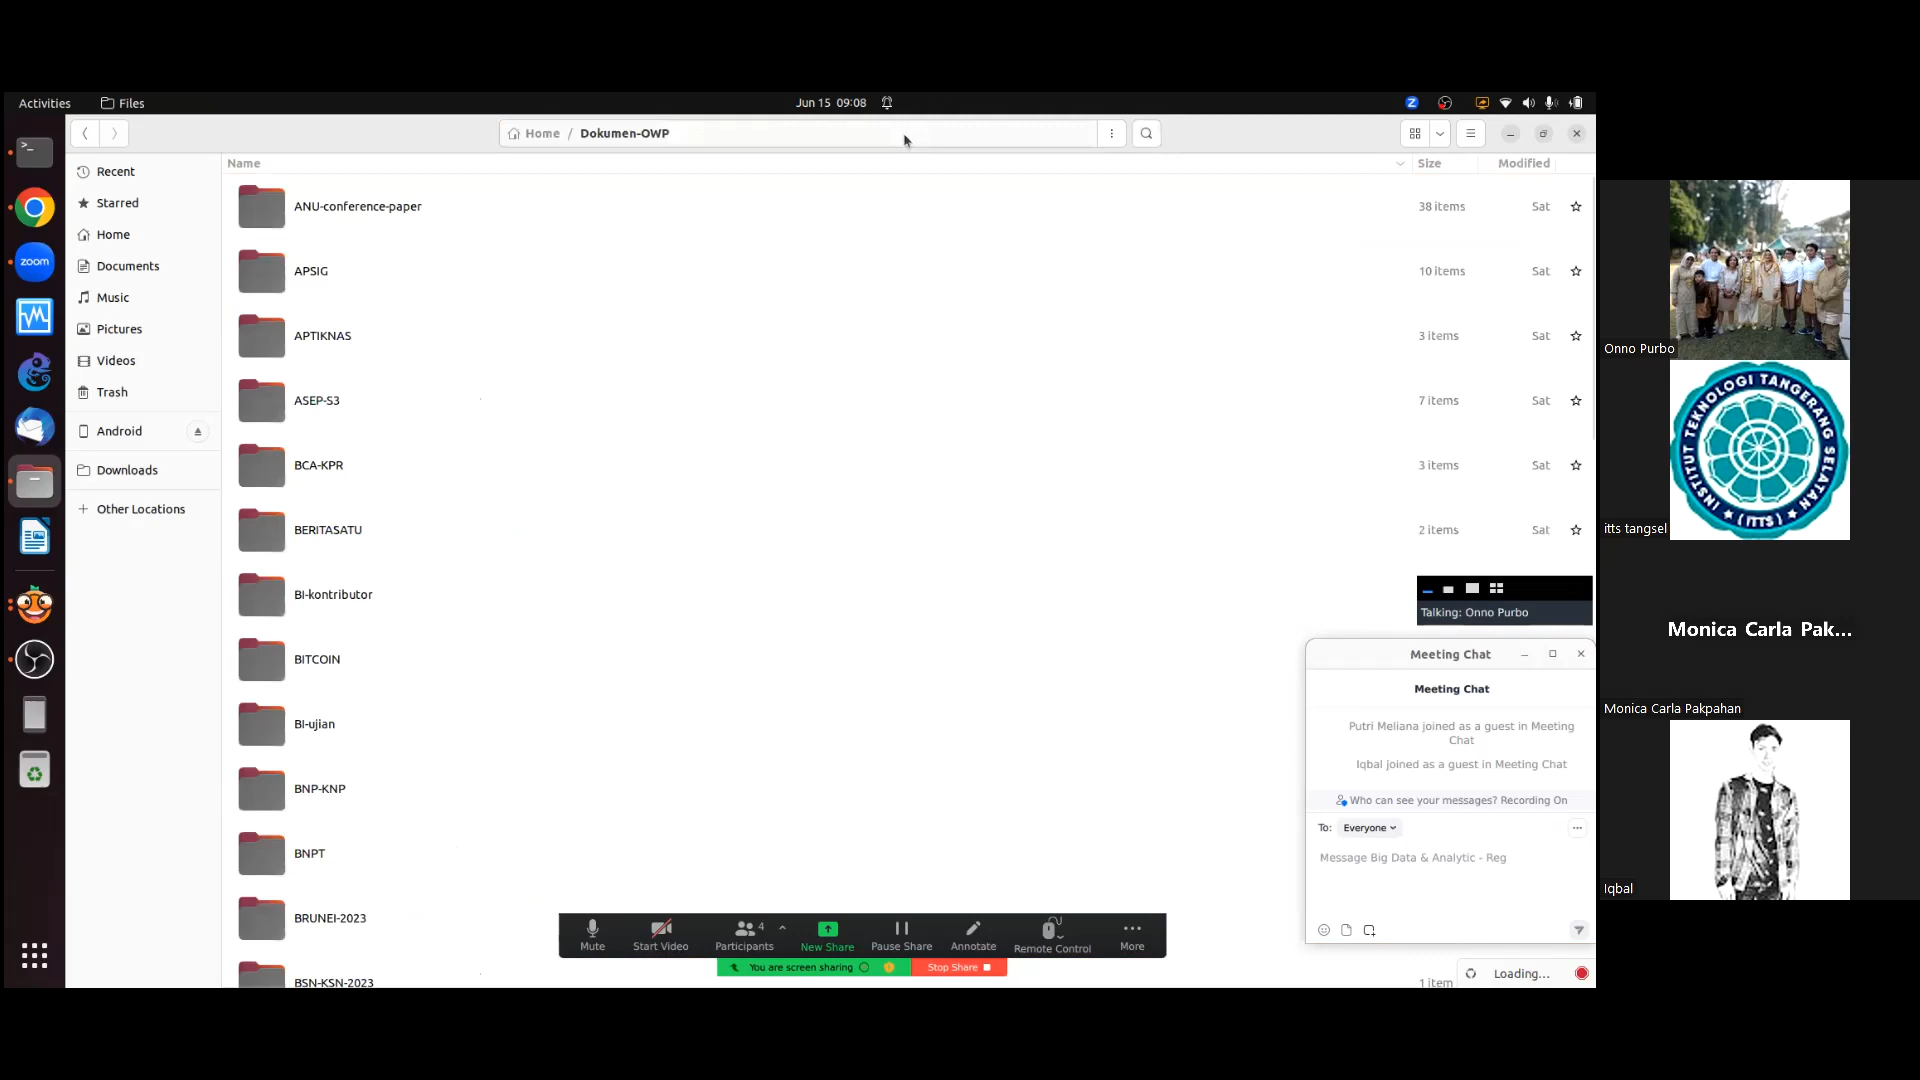 Activities
Files
Jun 15 09:08
Home / Dokumen-OWP
Name
Size
Modified
Recent
Starred
Home
Documents
Music
Pictures
Videos
Trash
Android
Downloads
+ Other Locations
zoom
ANU-conference-paper 38 items Sat
APSIG 10 items Sat
APTIKNAS 3 items Sat
ASEP-S3 7 items Sat
BCA-KPR 3 items Sat
BERITASATU 2 items Sat
BI-kontributor
BITCOIN
BI-ujian
BNP-KNP
BNPT
BRUNEI-2023
BSN-KSN-2023 1 item
Talking: Onno Purbo
Meeting Chat
Meeting Chat
Putri Meliana joined as a guest in Meeting
Chat
Iqbal joined as a guest in Meeting Chat
Who can see your messages? Recording On
To: Everyone
Message Big Data & Analytic - Reg
Mute
Start Video
Participants 4
New Share
Pause Share
Annotate
Remote Control
More
You are screen sharing
Stop Share
Loading...
Onno Purbo
INSTITUT TEKNOLOGI TANGERANG SELATAN
(ITTS)
itts tangsel
Monica Carla Pak...
Monica Carla Pakpahan
Iqbal